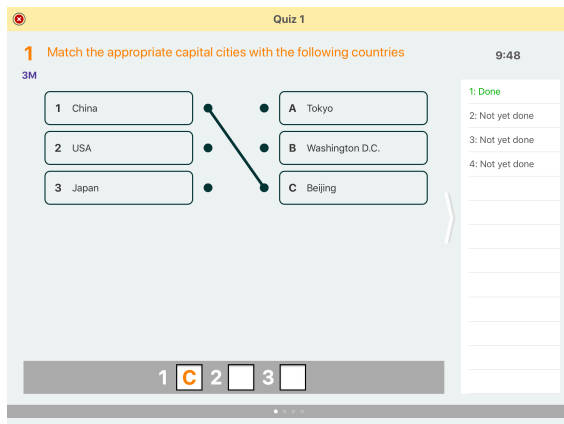 Quiz 1
1 Match the appropriate capital cities with the following countries
3M
9:48
1 China
A Tokyo
2 USA
B Washington D.C.
3 Japan
C Beijing
1: Done
2: Not yet done
3: Not yet done
4: Not yet done
1 C 2 3